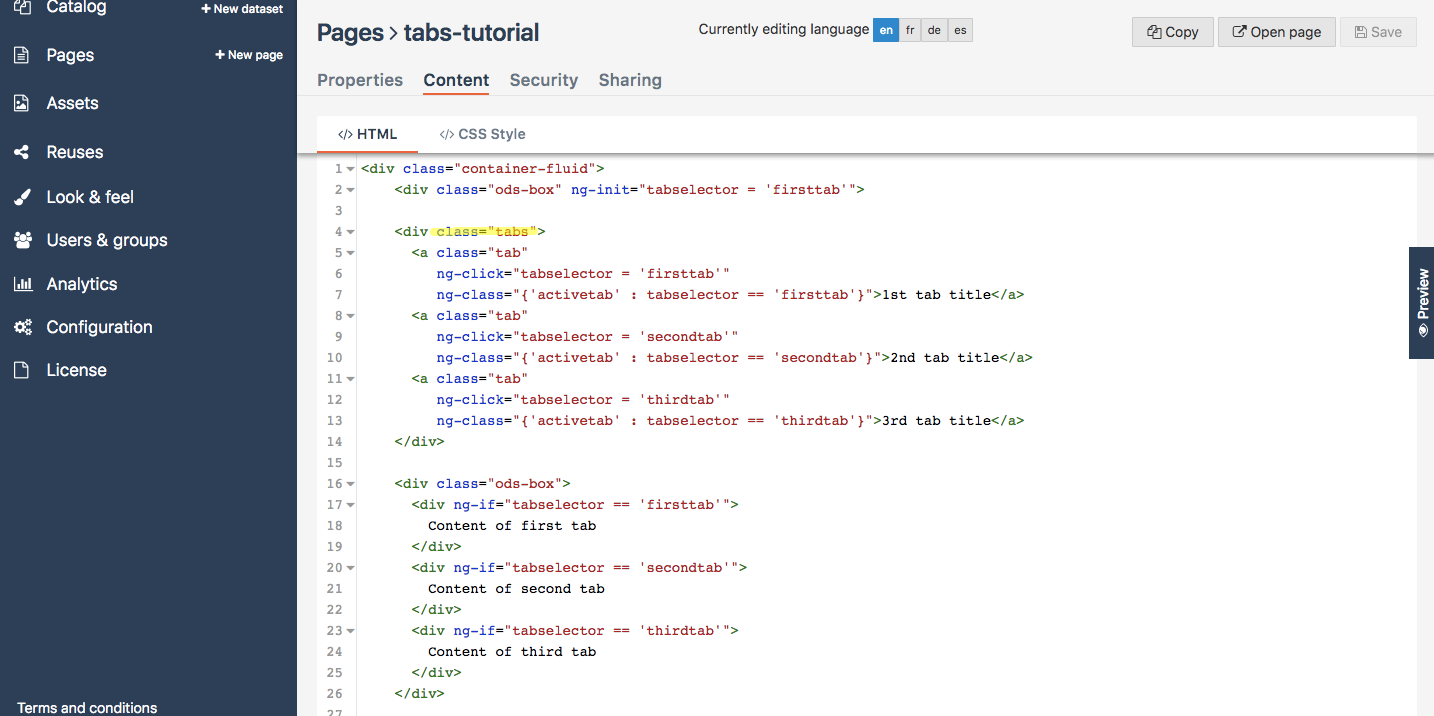 Catalog + New dataset
Pages + New page
Assets
Reuses
Look & feel
Users & groups
Analytics
Configuration
License
Terms and conditions
Pages > tabs-tutorial
Currently editing language en fr de es
Copy Open page Save
Properties Content Security Sharing
</> HTML </> CSS Style
1 <div class="container-fluid">
2 <div class="ods-box" ng-init="tabselector = 'firsttab'">
3
4 <div class="tabs">
5 <a class="tab"
6 ng-click="tabselector = 'firsttab'"
7 ng-class="{'activetab' : tabselector == 'firsttab'}">1st tab title</a>
8 <a class="tab"
9 ng-click="tabselector = 'secondtab'"
10 ng-class="{'activetab' : tabselector == 'secondtab'}">2nd tab title</a>
11 <a class="tab"
12 ng-click="tabselector = 'thirdtab'"
13 ng-class="{'activetab' : tabselector == 'thirdtab'}">3rd tab title</a>
14 </div>
15
16 <div class="ods-box">
17 <div ng-if="tabselector == 'firsttab'">
18 Content of first tab
19 </div>
20 <div ng-if="tabselector == 'secondtab'">
21 Content of second tab
22 </div>
23 <div ng-if="tabselector == 'thirdtab'">
24 Content of third tab
25 </div>
26 </div>
27
Preview